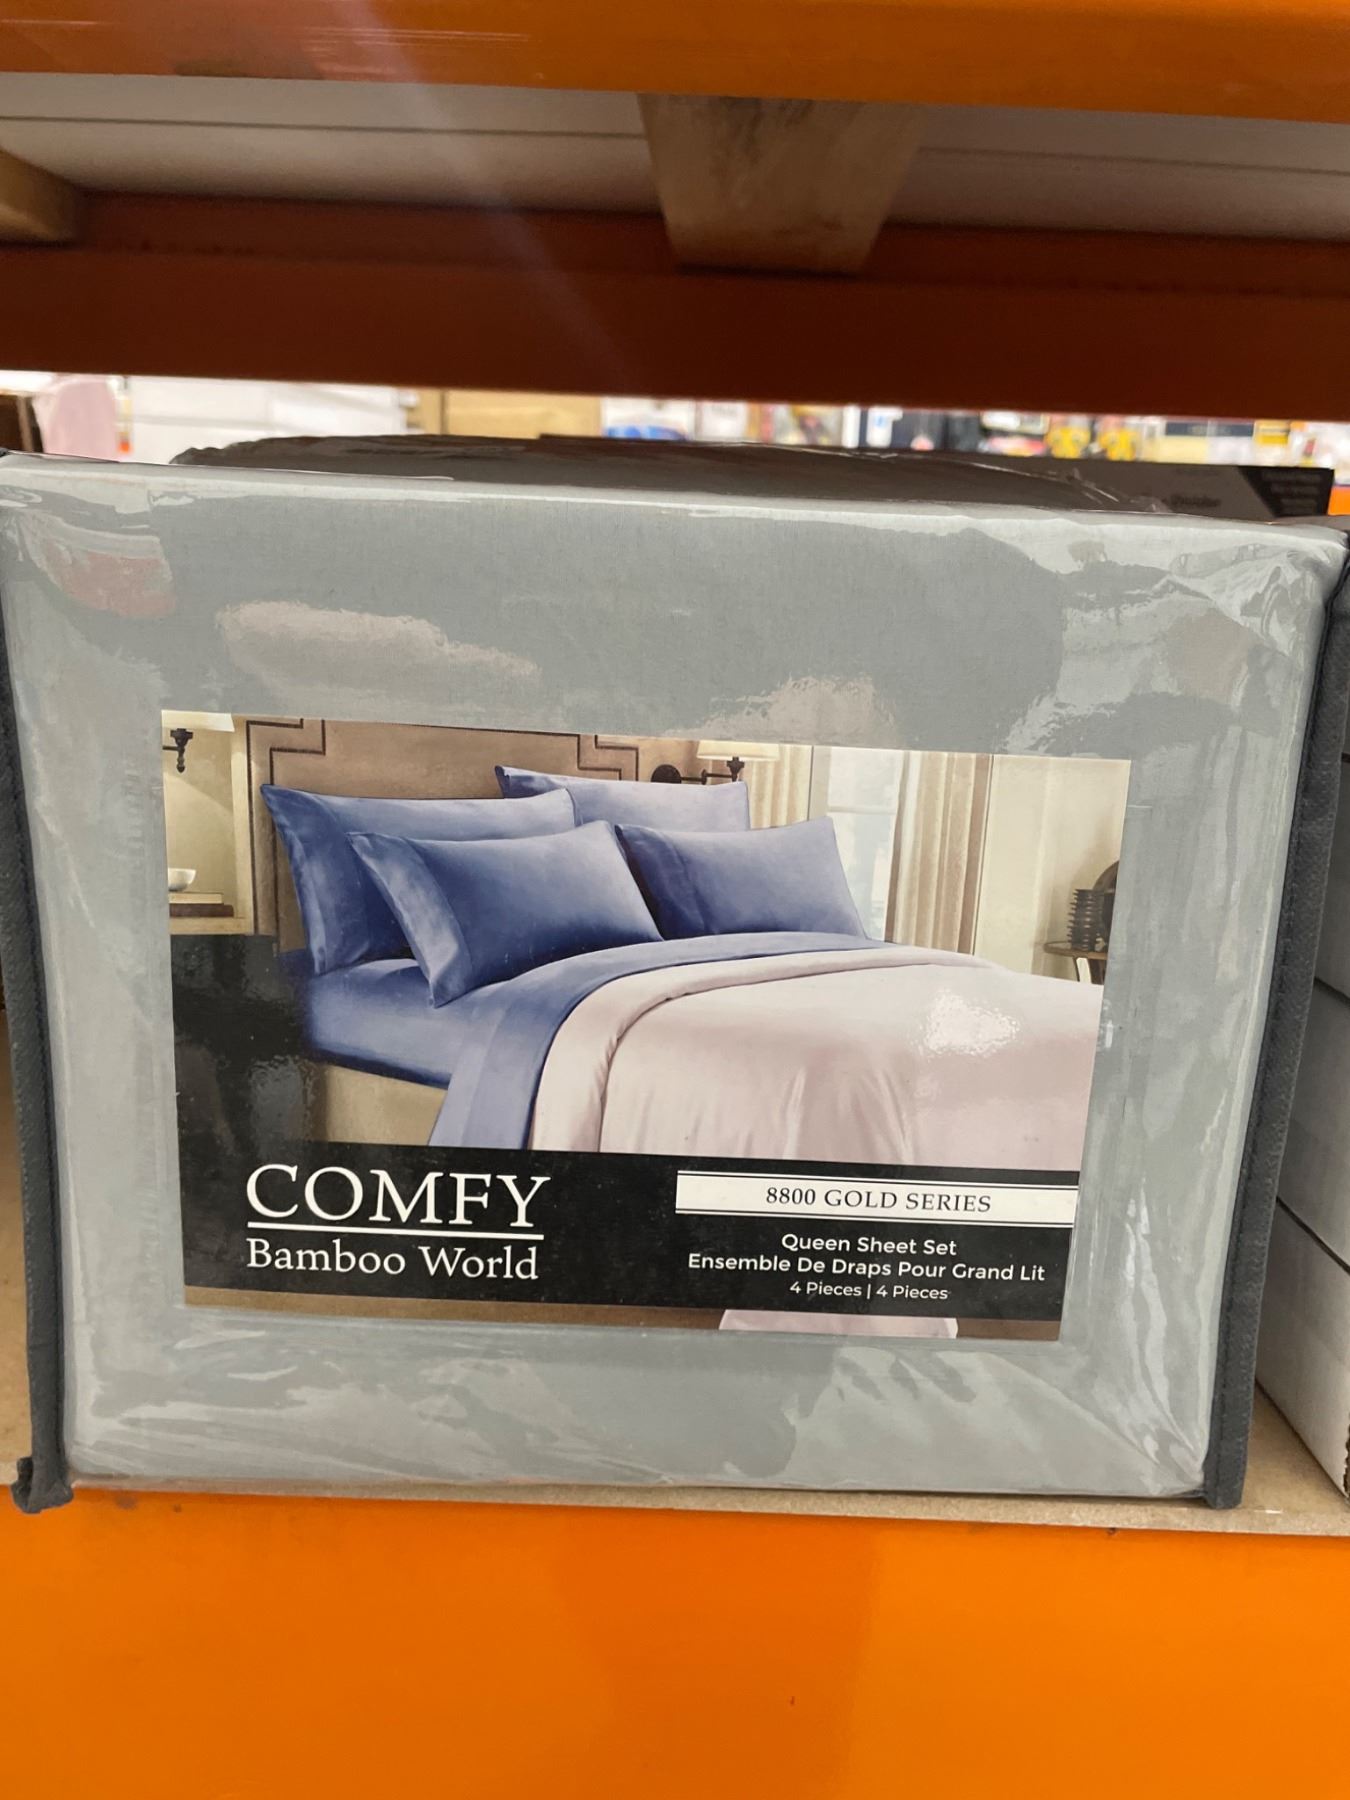 COMFY
Bamboo World
8800 GOLD SERIES
Queen Sheet Set
Ensemble De Draps Pour Grand Lit
4 Pieces | 4 Pieces